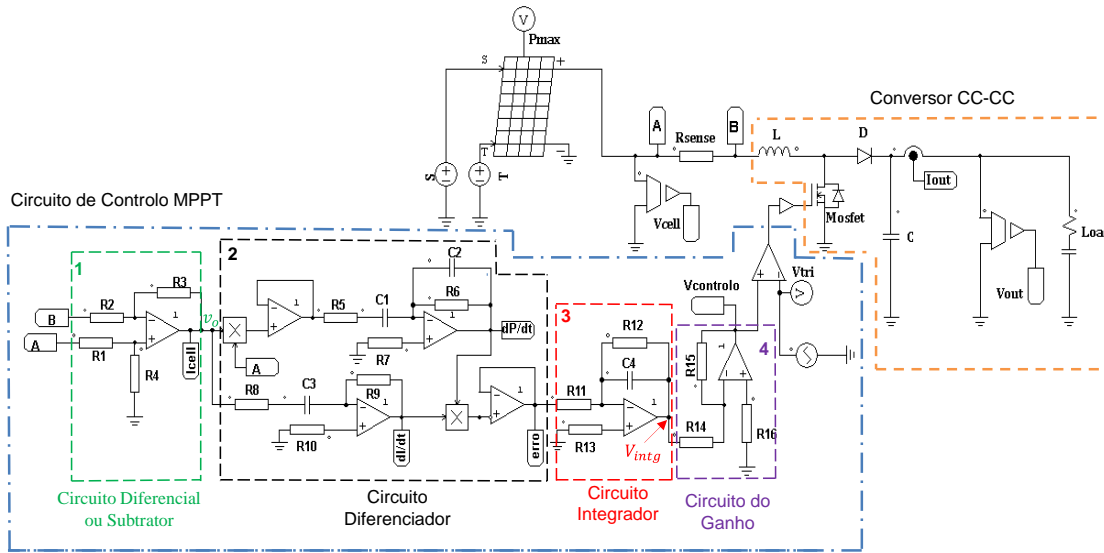 V
Pmax
S
+
T
S
T
A
Rsense
B
L
D
Conversor CC-CC
Iout
Vcell
Mosfet
C
Loa
Vout
Circuito de Controlo MPPT
1
R3
R2
B
A
R1
R4
Icell
v₀
Circuito Diferencial
ou Subtrator
2
C2
R5
C1
R6
R7
dP/dt
A
R8
C3
R9
R10
dI/dt
erro
Circuito
Diferenciador
3
R12
C4
R11
R13
V_intg
Circuito
Integrador
Vcontrolo
Vtri
V
4
R15
R14
R16
Circuito do
Ganho